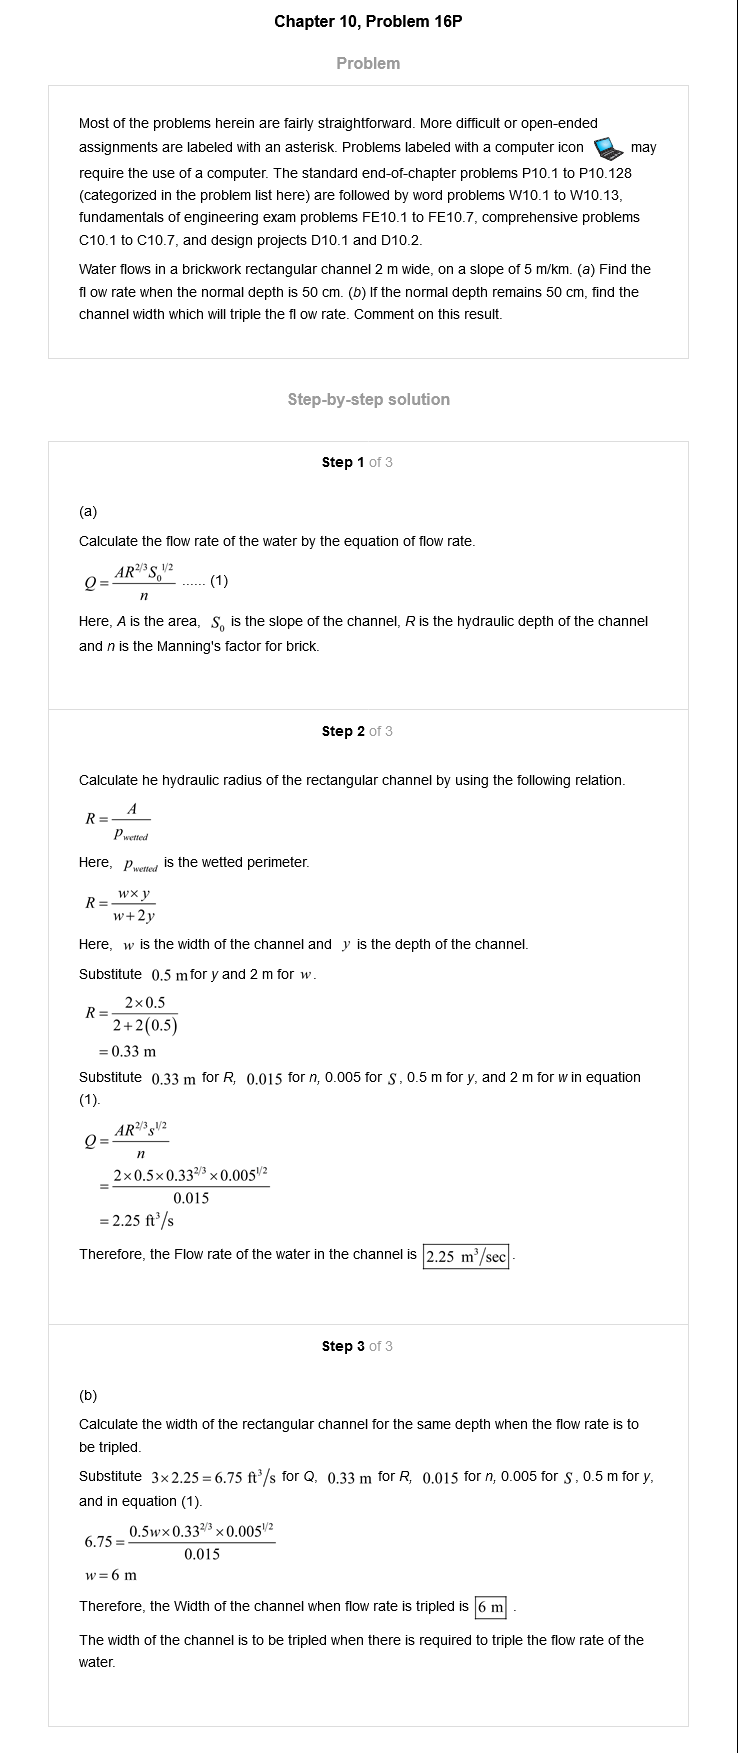 Chapter 10, Problem 16P
Problem
Most of the problems herein are fairly straightforward. More difficult or open-ended
assignments are labeled with an asterisk. Problems labeled with a computer icon may
require the use of a computer. The standard end-of-chapter problems P10.1 to P10.128
(categorized in the problem list here) are followed by word problems W10.1 to W10.13,
fundamentals of engineering exam problems FE10.1 to FE10.7, comprehensive problems
C10.1 to C10.7, and design projects D10.1 and D10.2.
Water flows in a brickwork rectangular channel 2 m wide, on a slope of 5 m/km. (a) Find the
fl ow rate when the normal depth is 50 cm. (b) If the normal depth remains 50 cm, find the
channel width which will triple the fl ow rate. Comment on this result.
Step-by-step solution
Step 1 of 3
(a)
Calculate the flow rate of the water by the equation of flow rate.
Q = AR^{2/3} S_0^{1/2} / n ...... (1)
Here, A is the area, S_0 is the slope of the channel, R is the hydraulic depth of the channel
and n is the Manning's factor for brick.
Step 2 of 3
Calculate he hydraulic radius of the rectangular channel by using the following relation.
R = A / p_{wetted}
Here, p_{wetted} is the wetted perimeter.
R = w×y / w+2y
Here, w is the width of the channel and y is the depth of the channel.
Substitute 0.5 m for y and 2 m for w.
R = 2×0.5 / 2+2(0.5)
= 0.33 m
Substitute 0.33 m for R, 0.015 for n, 0.005 for S, 0.5 m for y, and 2 m for w in equation
(1).
Q = AR^{2/3} s^{1/2} / n
= 2×0.5×0.33^{2/3}×0.005^{1/2} / 0.015
= 2.25 ft³/s
Therefore, the Flow rate of the water in the channel is 2.25 m³/sec.
Step 3 of 3
(b)
Calculate the width of the rectangular channel for the same depth when the flow rate is to
be tripled.
Substitute 3×2.25 = 6.75 ft³/s for Q, 0.33 m for R, 0.015 for n, 0.005 for S, 0.5 m for y,
and in equation (1).
6.75 = 0.5w×0.33^{2/3}×0.005^{1/2} / 0.015
w = 6 m
Therefore, the Width of the channel when flow rate is tripled is 6 m.
The width of the channel is to be tripled when there is required to triple the flow rate of the
water.